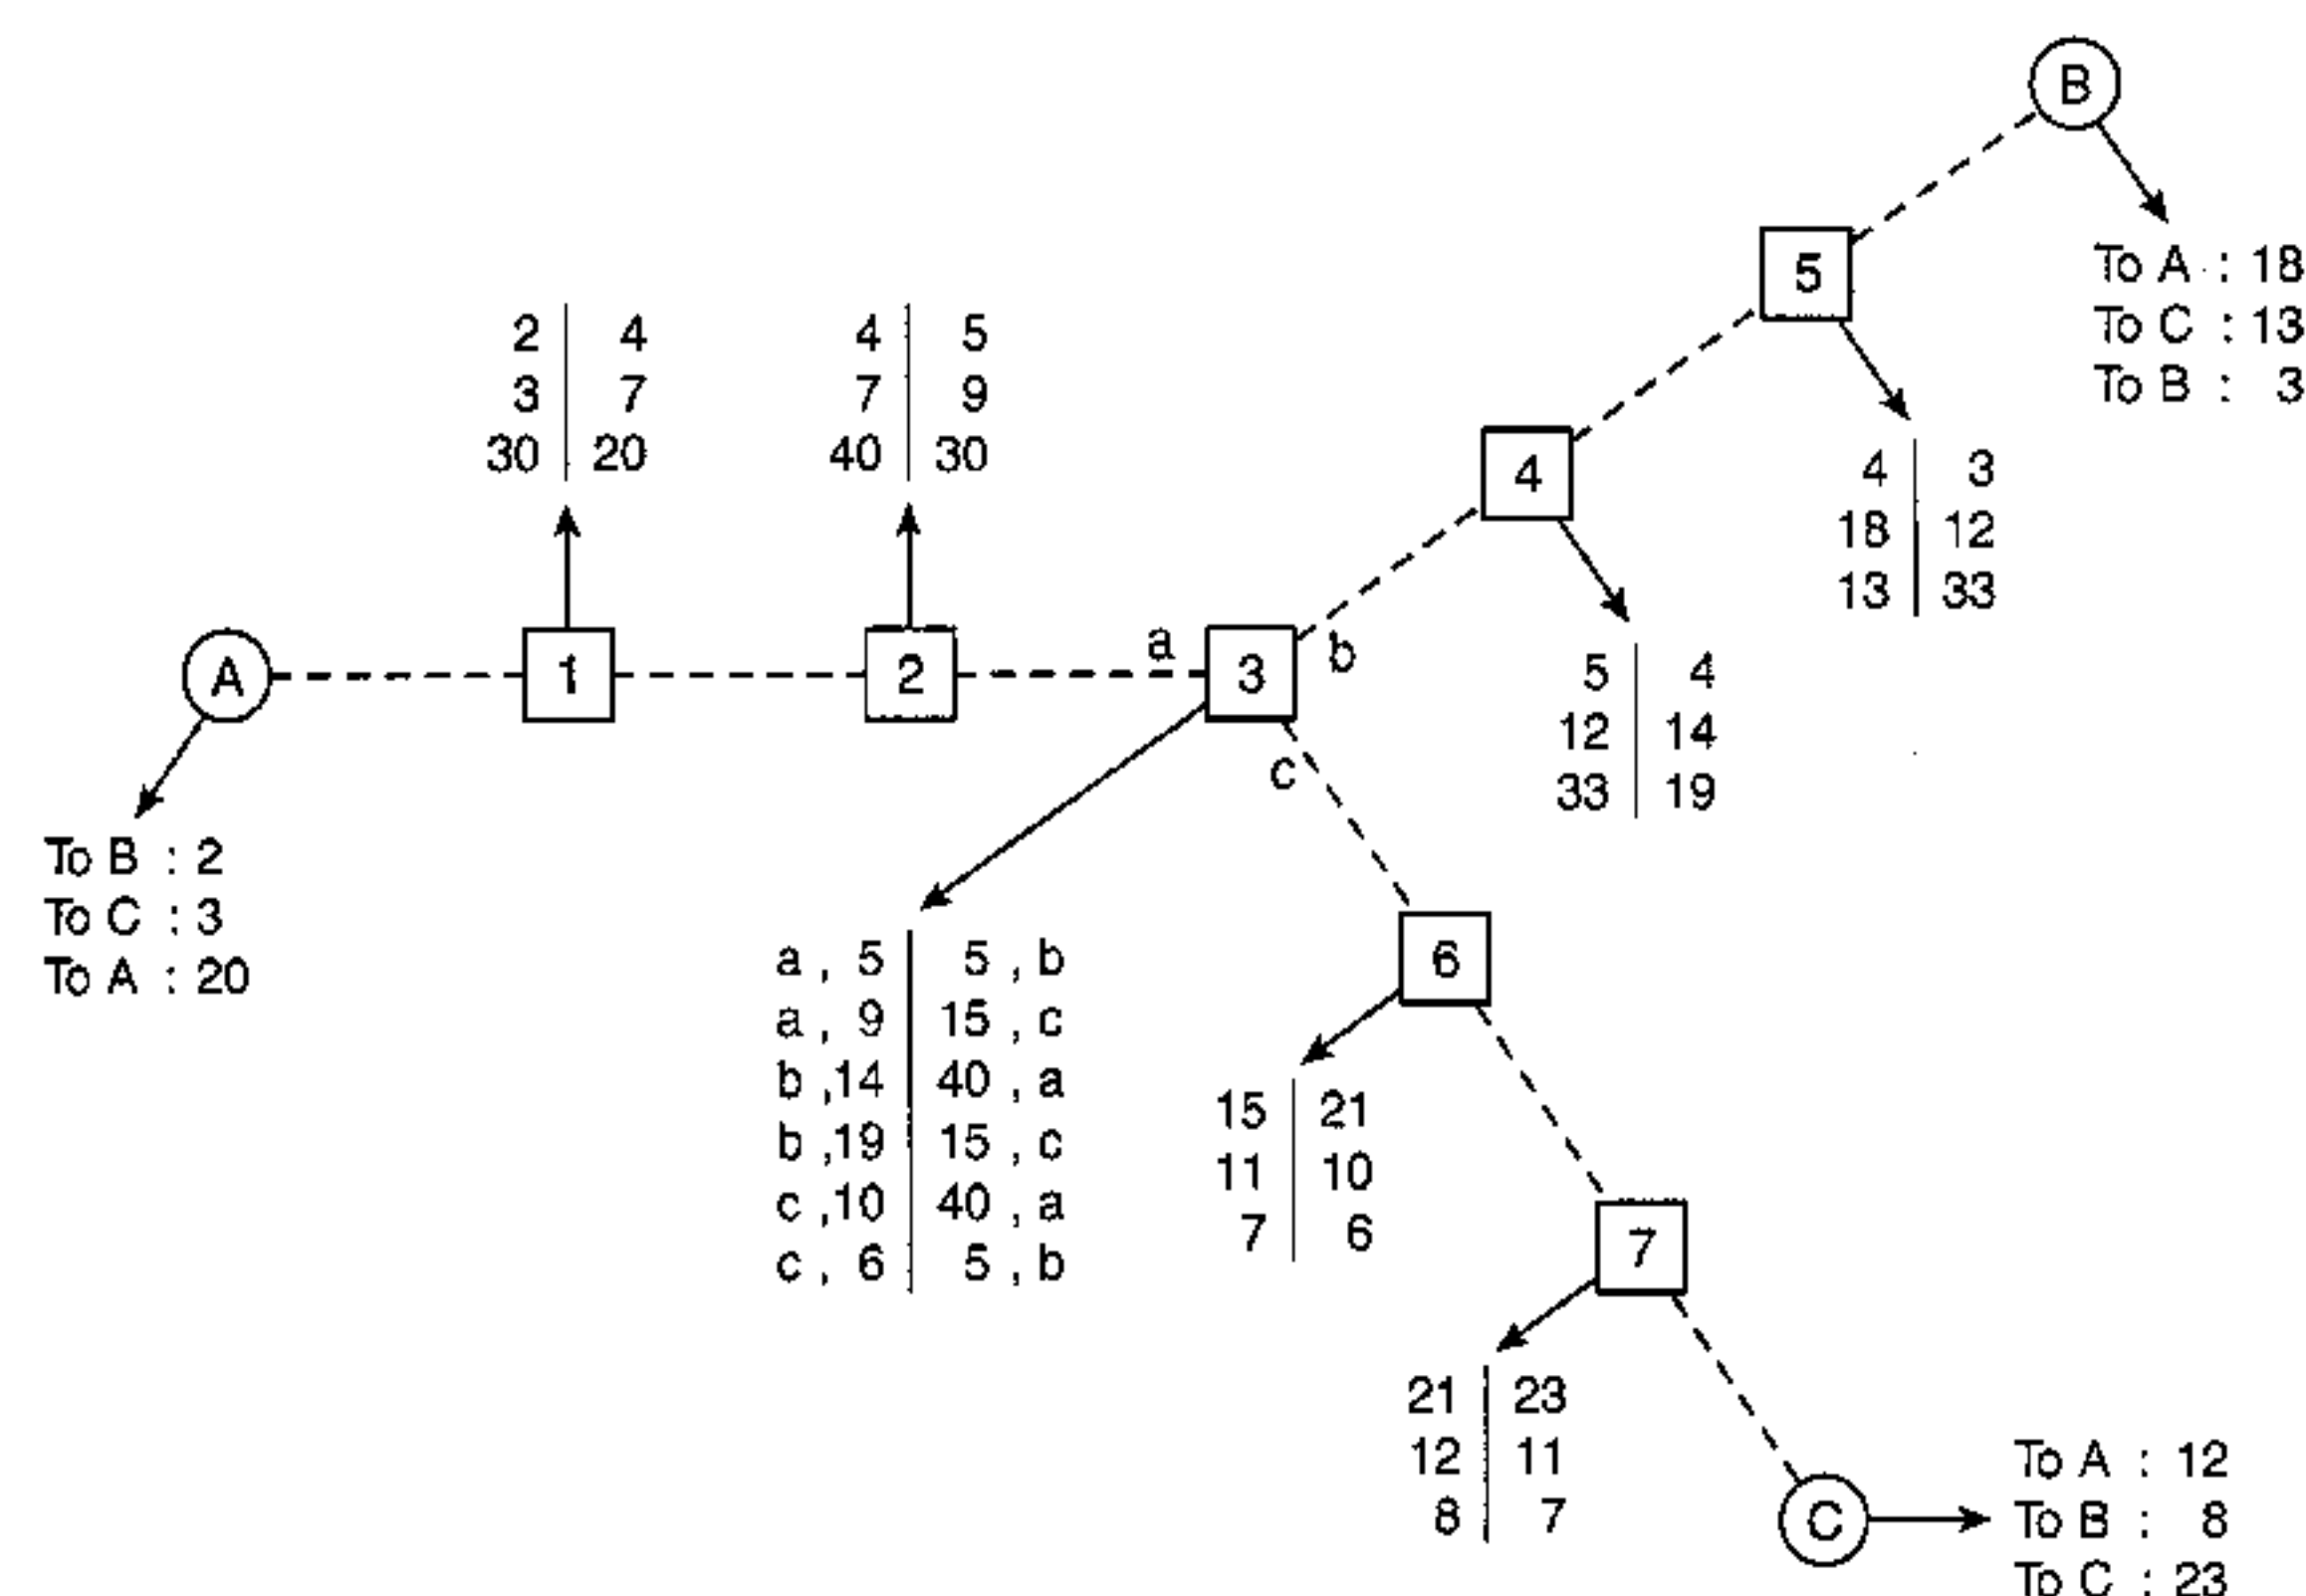 B
5
To A : 18
To C : 13
To B : 3
2 | 4
3 | 7
30 | 20
4 | 5
7 | 9
40 | 30
4
4 | 3
18 | 12
13 | 33
A
1
2
a
3
b
c
5 | 4
12 | 14
33 | 19
To B : 2
To C : 3
To A : 20
a , 5 | 5 , b
a , 9 | 15 , c
b ,14 | 40 , a
b ,19 | 15 , c
c ,10 | 40 , a
c , 6 | 5 , b
6
15 | 21
11 | 10
7 | 6
7
21 | 23
12 | 11
8 | 7
C
To A : 12
To B : 8
To C : 23